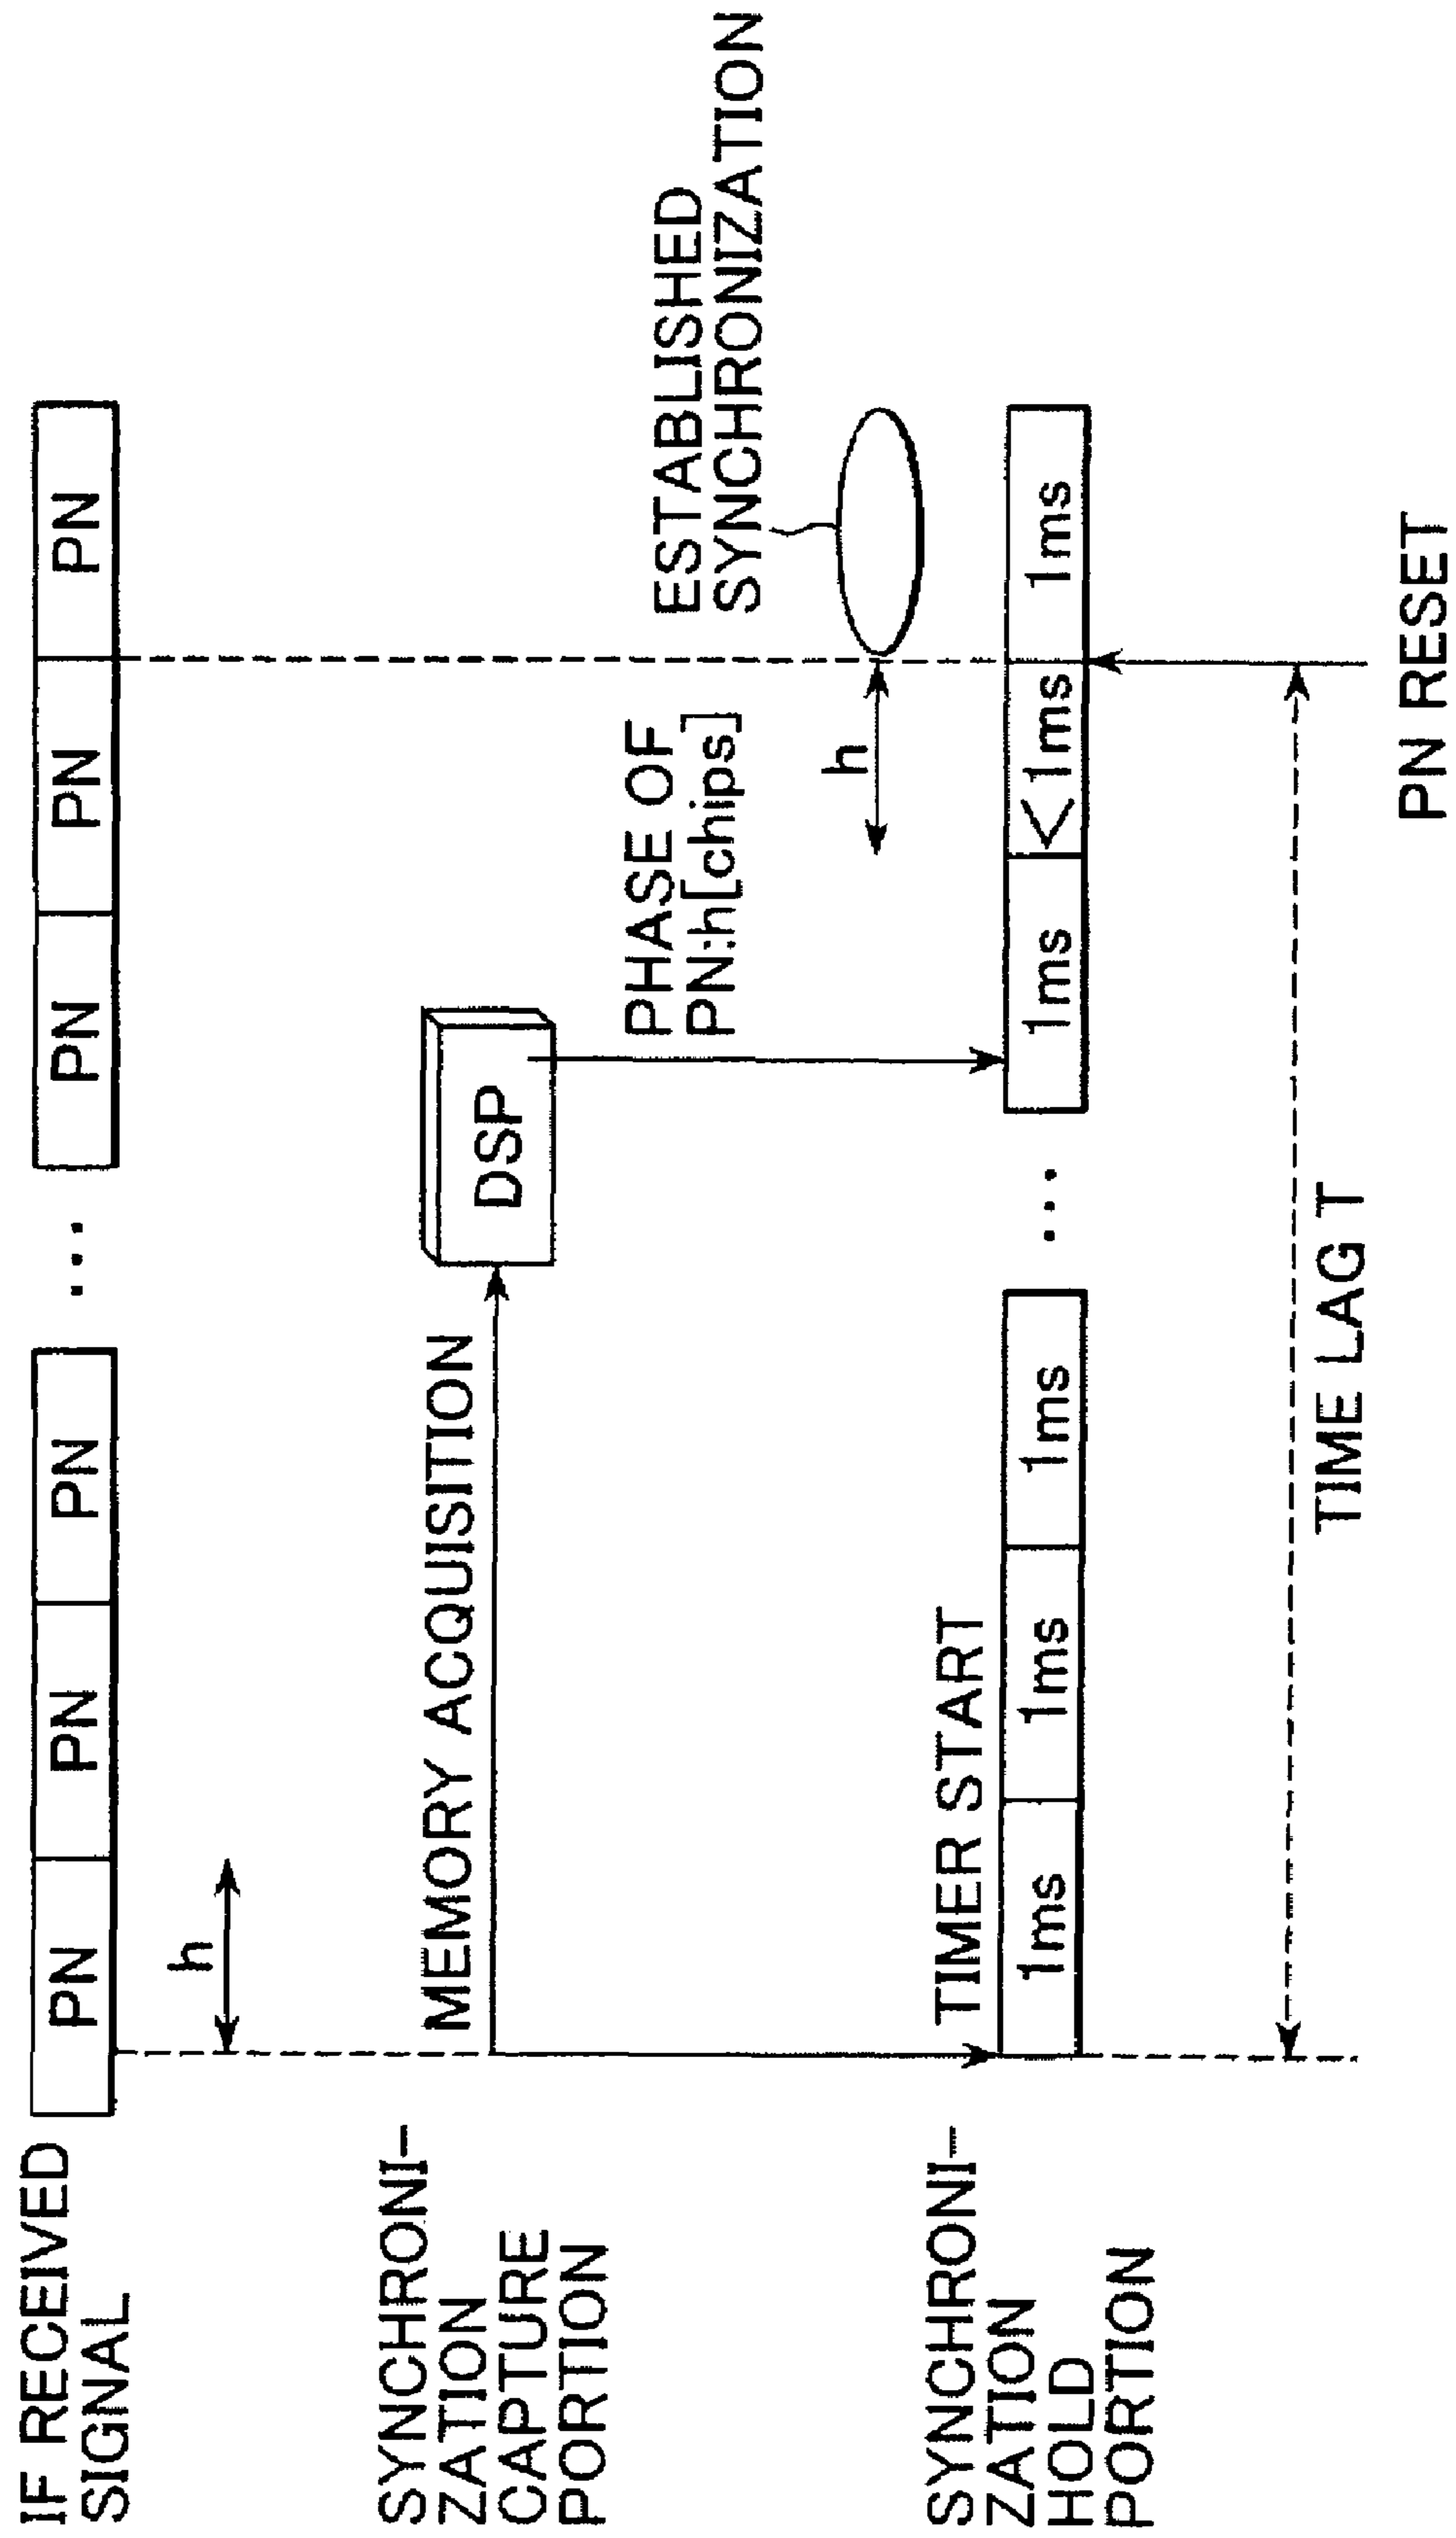 IF RECEIVED
SIGNAL
PN
PN
PN
...
PN
PN
PN
h
SYNCHRONI-
ZATION
CAPTURE
PORTION
MEMORY ACQUISITION
DSP
PHASE OF
PN:h[chips]
ESTABLISHED
SYNCHRONIZATION
h
SYNCHRONI-
ZATION
HOLD
PORTION
TIMER START
1ms
1ms
1ms
...
1ms
<1ms
1ms
TIME LAG T
PN RESET